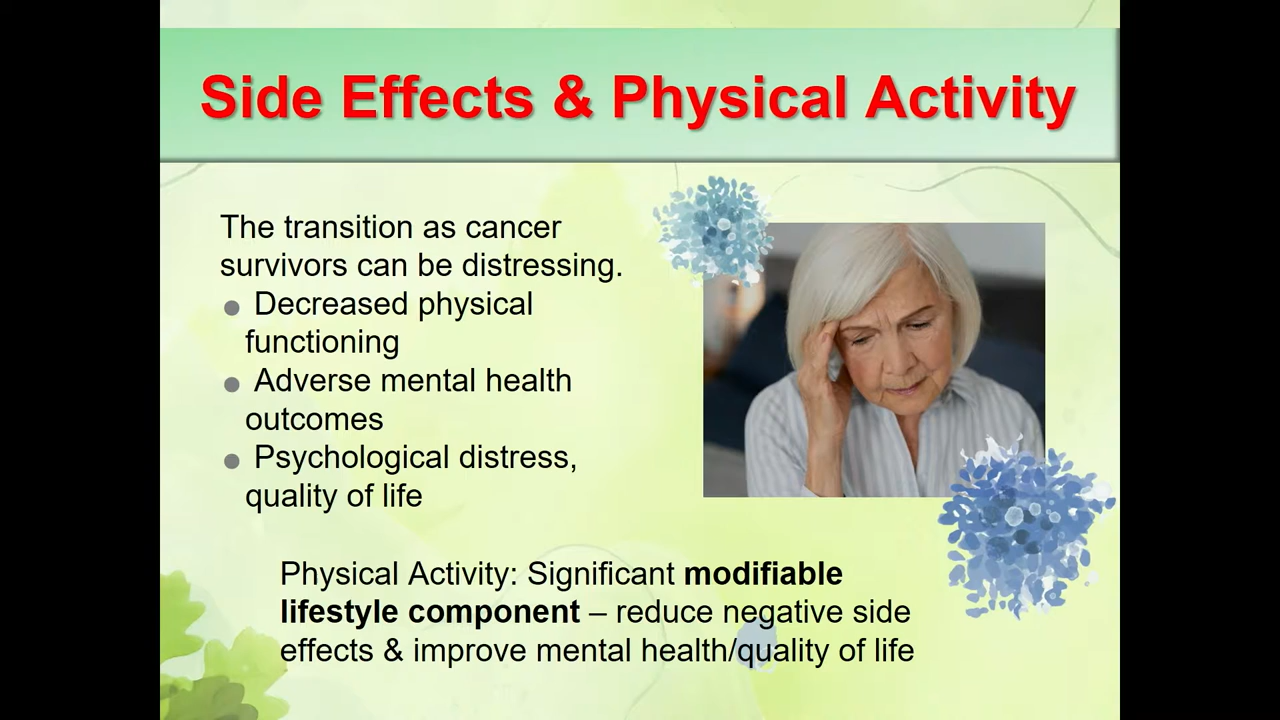 Side Effects & Physical Activity
The transition as cancer
survivors can be distressing.
● Decreased physical
functioning
● Adverse mental health
outcomes
● Psychological distress,
quality of life
Physical Activity: Significant modifiable
lifestyle component – reduce negative side
effects & improve mental health/quality of life